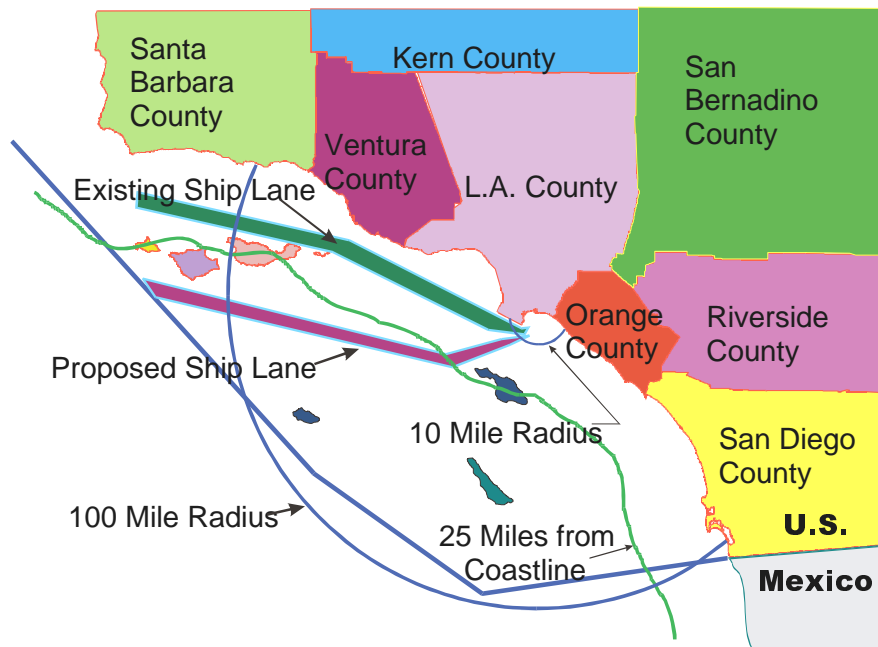 Santa
Barbara
County
Kern County
San
Bernadino
County
Ventura
County
Existing Ship Lane
L.A. County
Orange
County
Riverside
County
Proposed Ship Lane
10 Mile Radius
San Diego
County
100 Mile Radius
25 Miles from
Coastline
U.S.
Mexico